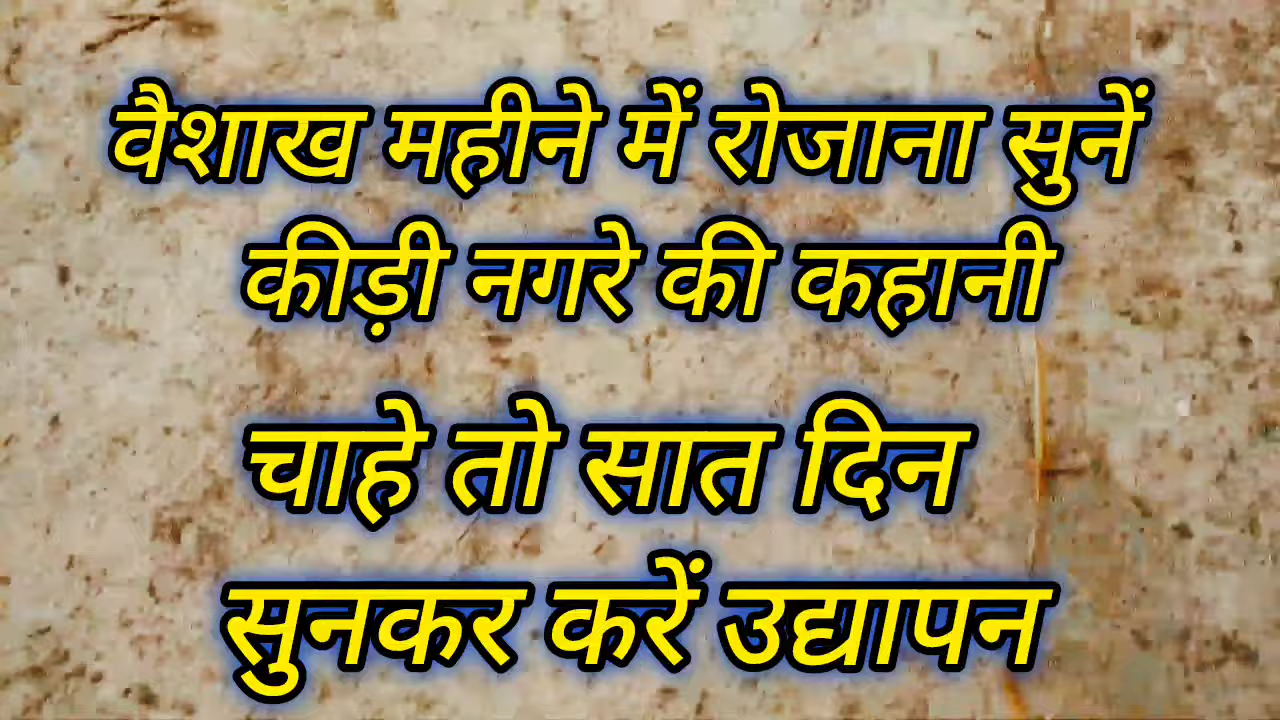 वैशाख महीने में रोजाना सुनें
कीड़ी नगरे की कहानी
चाहे तो सात दिन
सुनकर करें उद्यापन